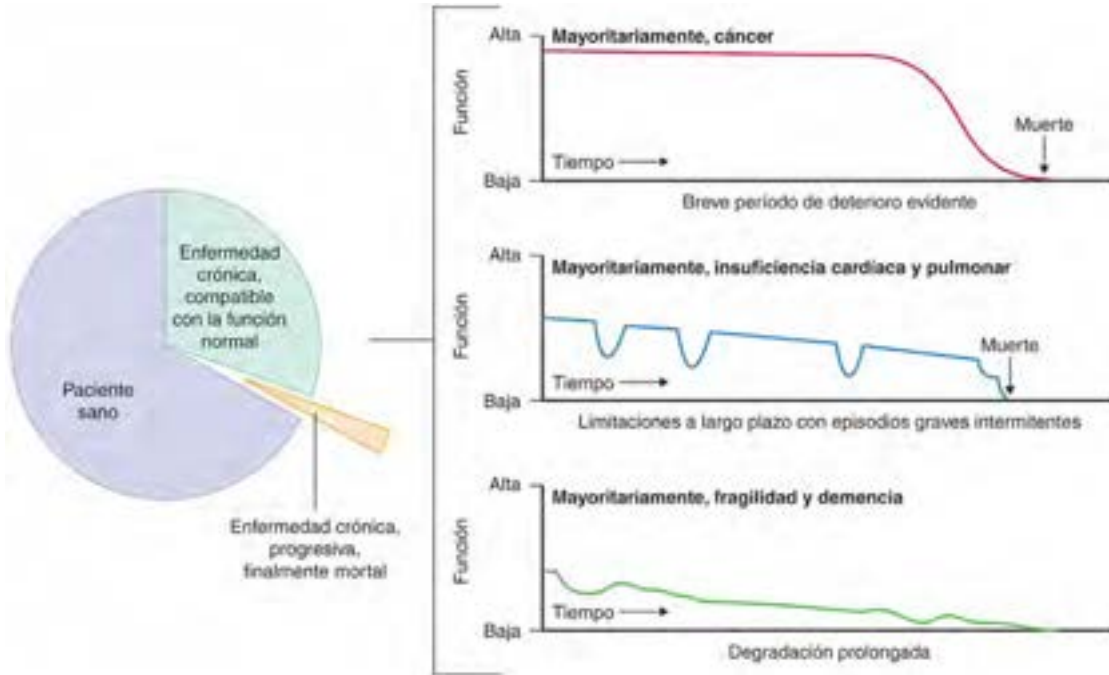 Enfermedad
crónica,
compatible
con la función
normal
Paciente
sano
Enfermedad crónica,
progresiva,
finalmente mortal
Función
Alta
Mayoritariamente, cáncer
Muerte
Tiempo
Baja
Breve período de deterioro evidente
Función
Alta
Mayoritariamente, insuficiencia cardíaca y pulmonar
Muerte
Tiempo
Baja
Limitaciones a largo plazo con episodios graves intermitentes
Función
Alta
Mayoritariamente, fragilidad y demencia
Tiempo
Baja
Degradación prolongada